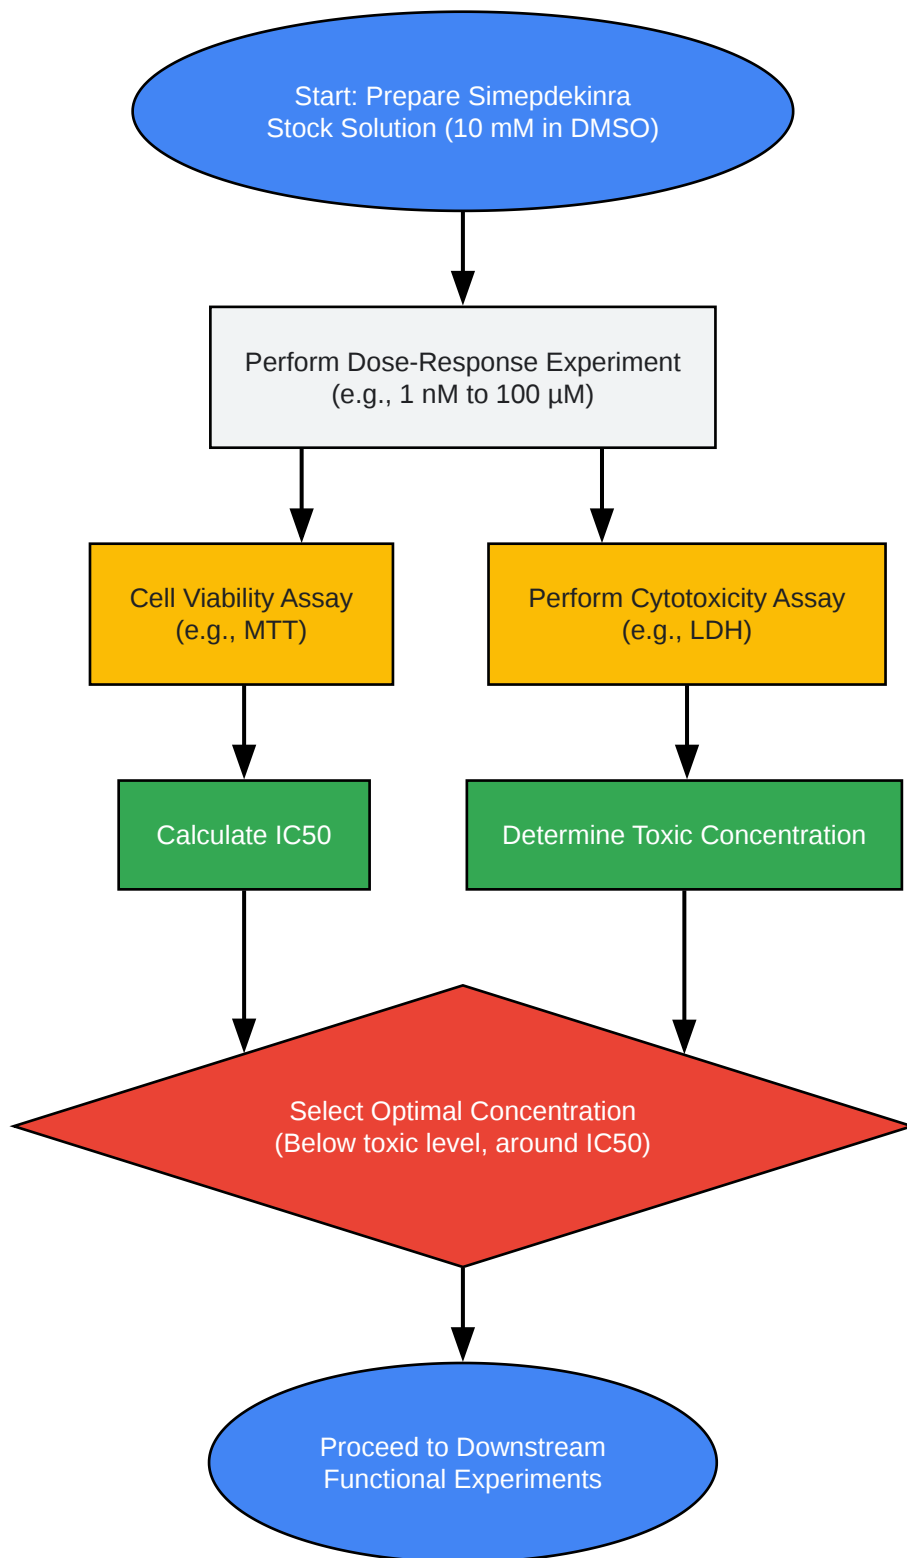 Start: Prepare Simepdekinra
Stock Solution (10 mM in DMSO)
Perform Dose-Response Experiment
(e.g., 1 nM to 100 µM)
Cell Viability Assay
(e.g., MTT)
Perform Cytotoxicity Assay
(e.g., LDH)
Calculate IC50
Determine Toxic Concentration
Select Optimal Concentration
(Below toxic level, around IC50)
Proceed to Downstream
Functional Experiments